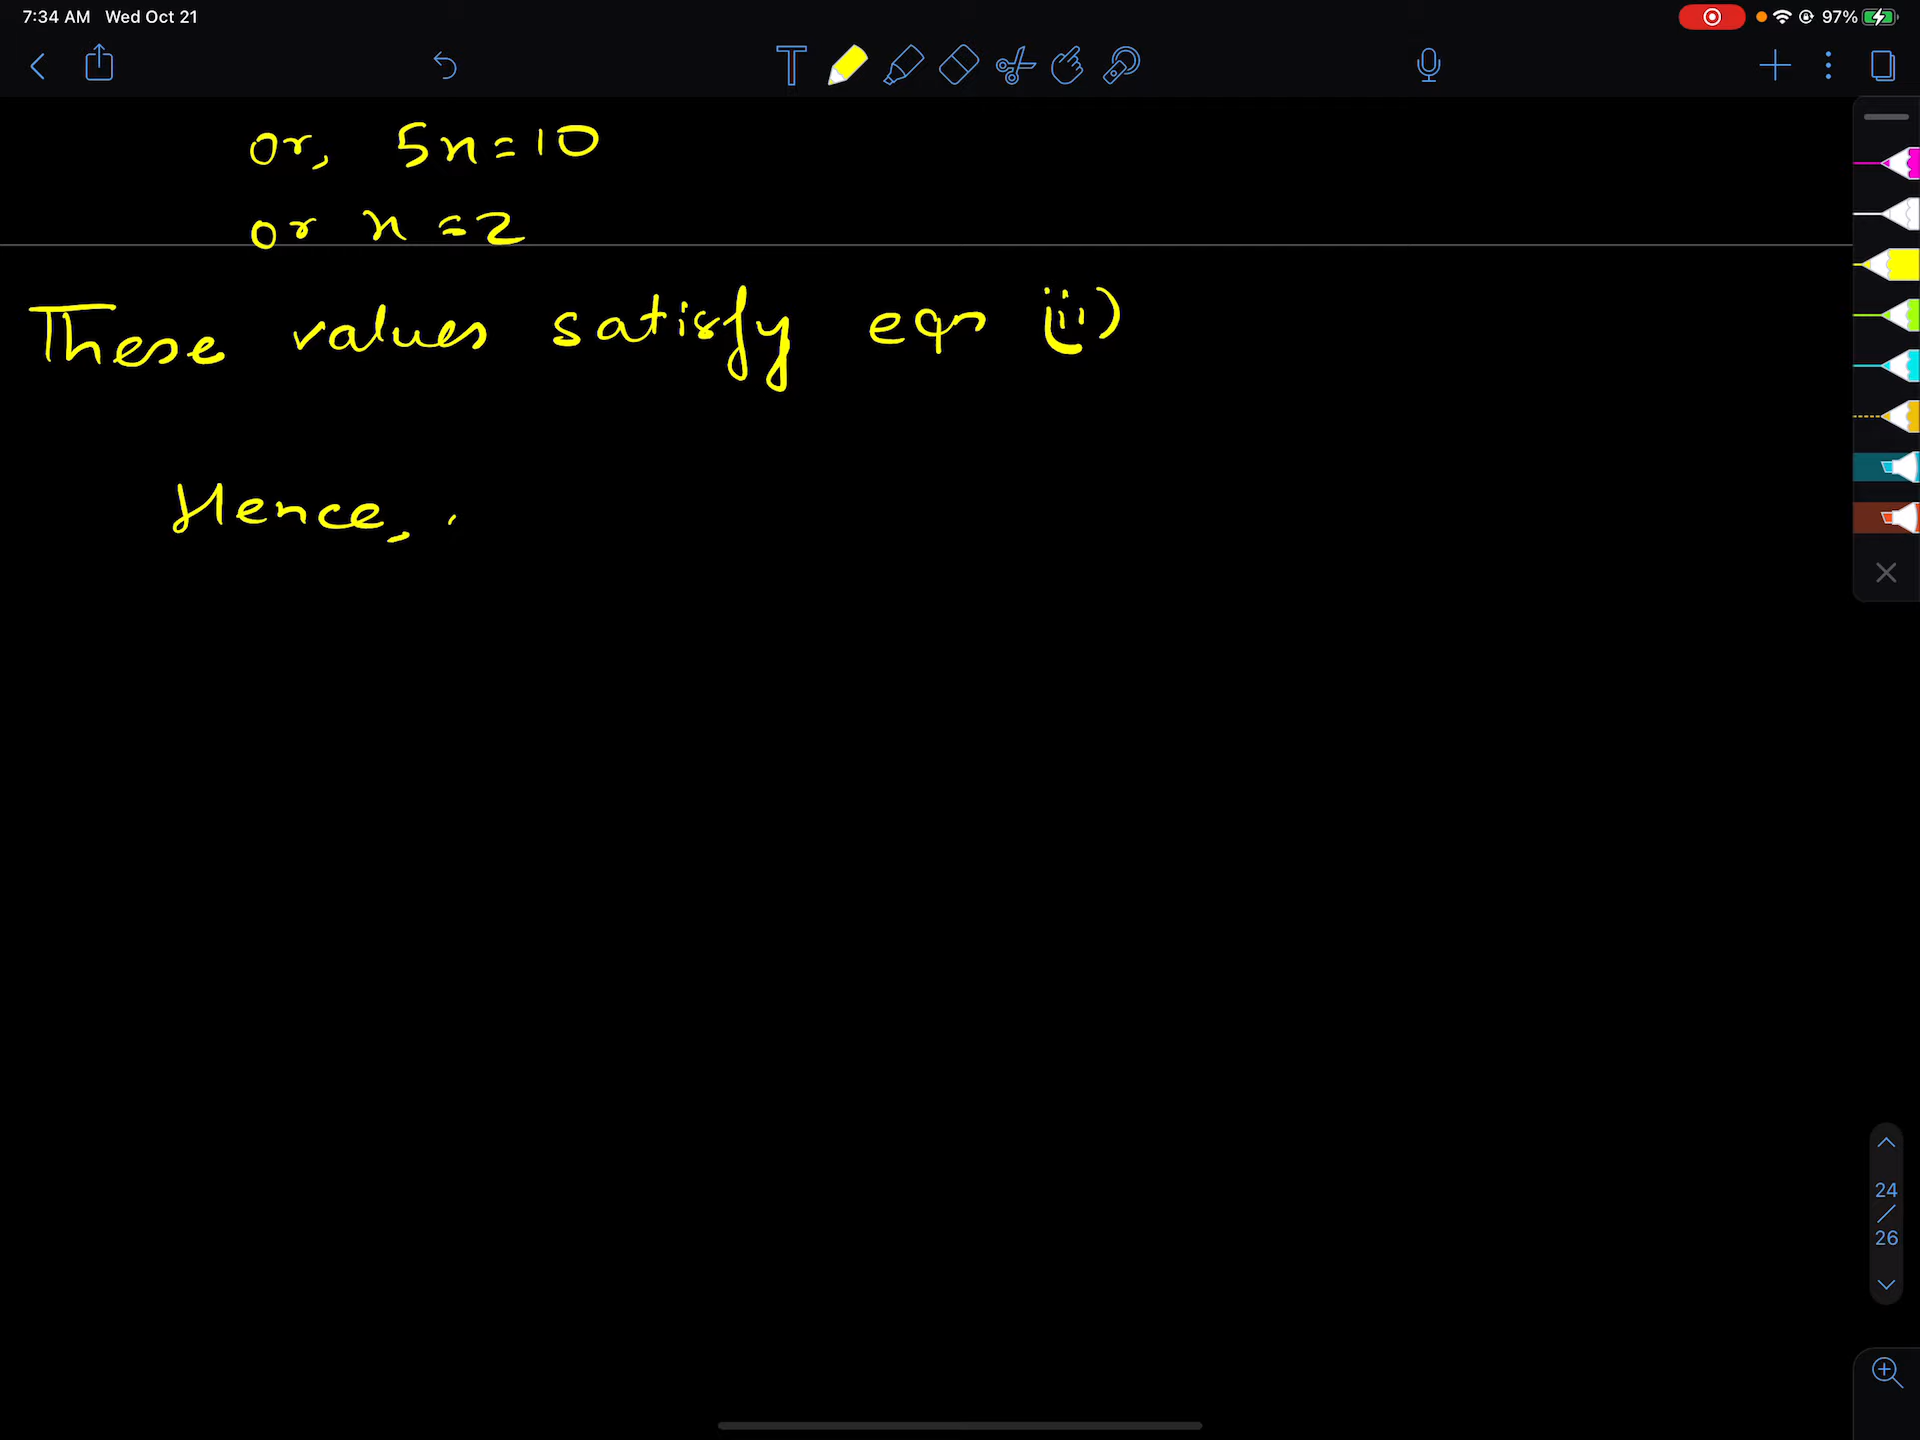 7:34 AM Wed Oct 21
97%
T
or, 5x=10
or x=2
These values satisfy eqn (ii)
Hence,
24
/
26